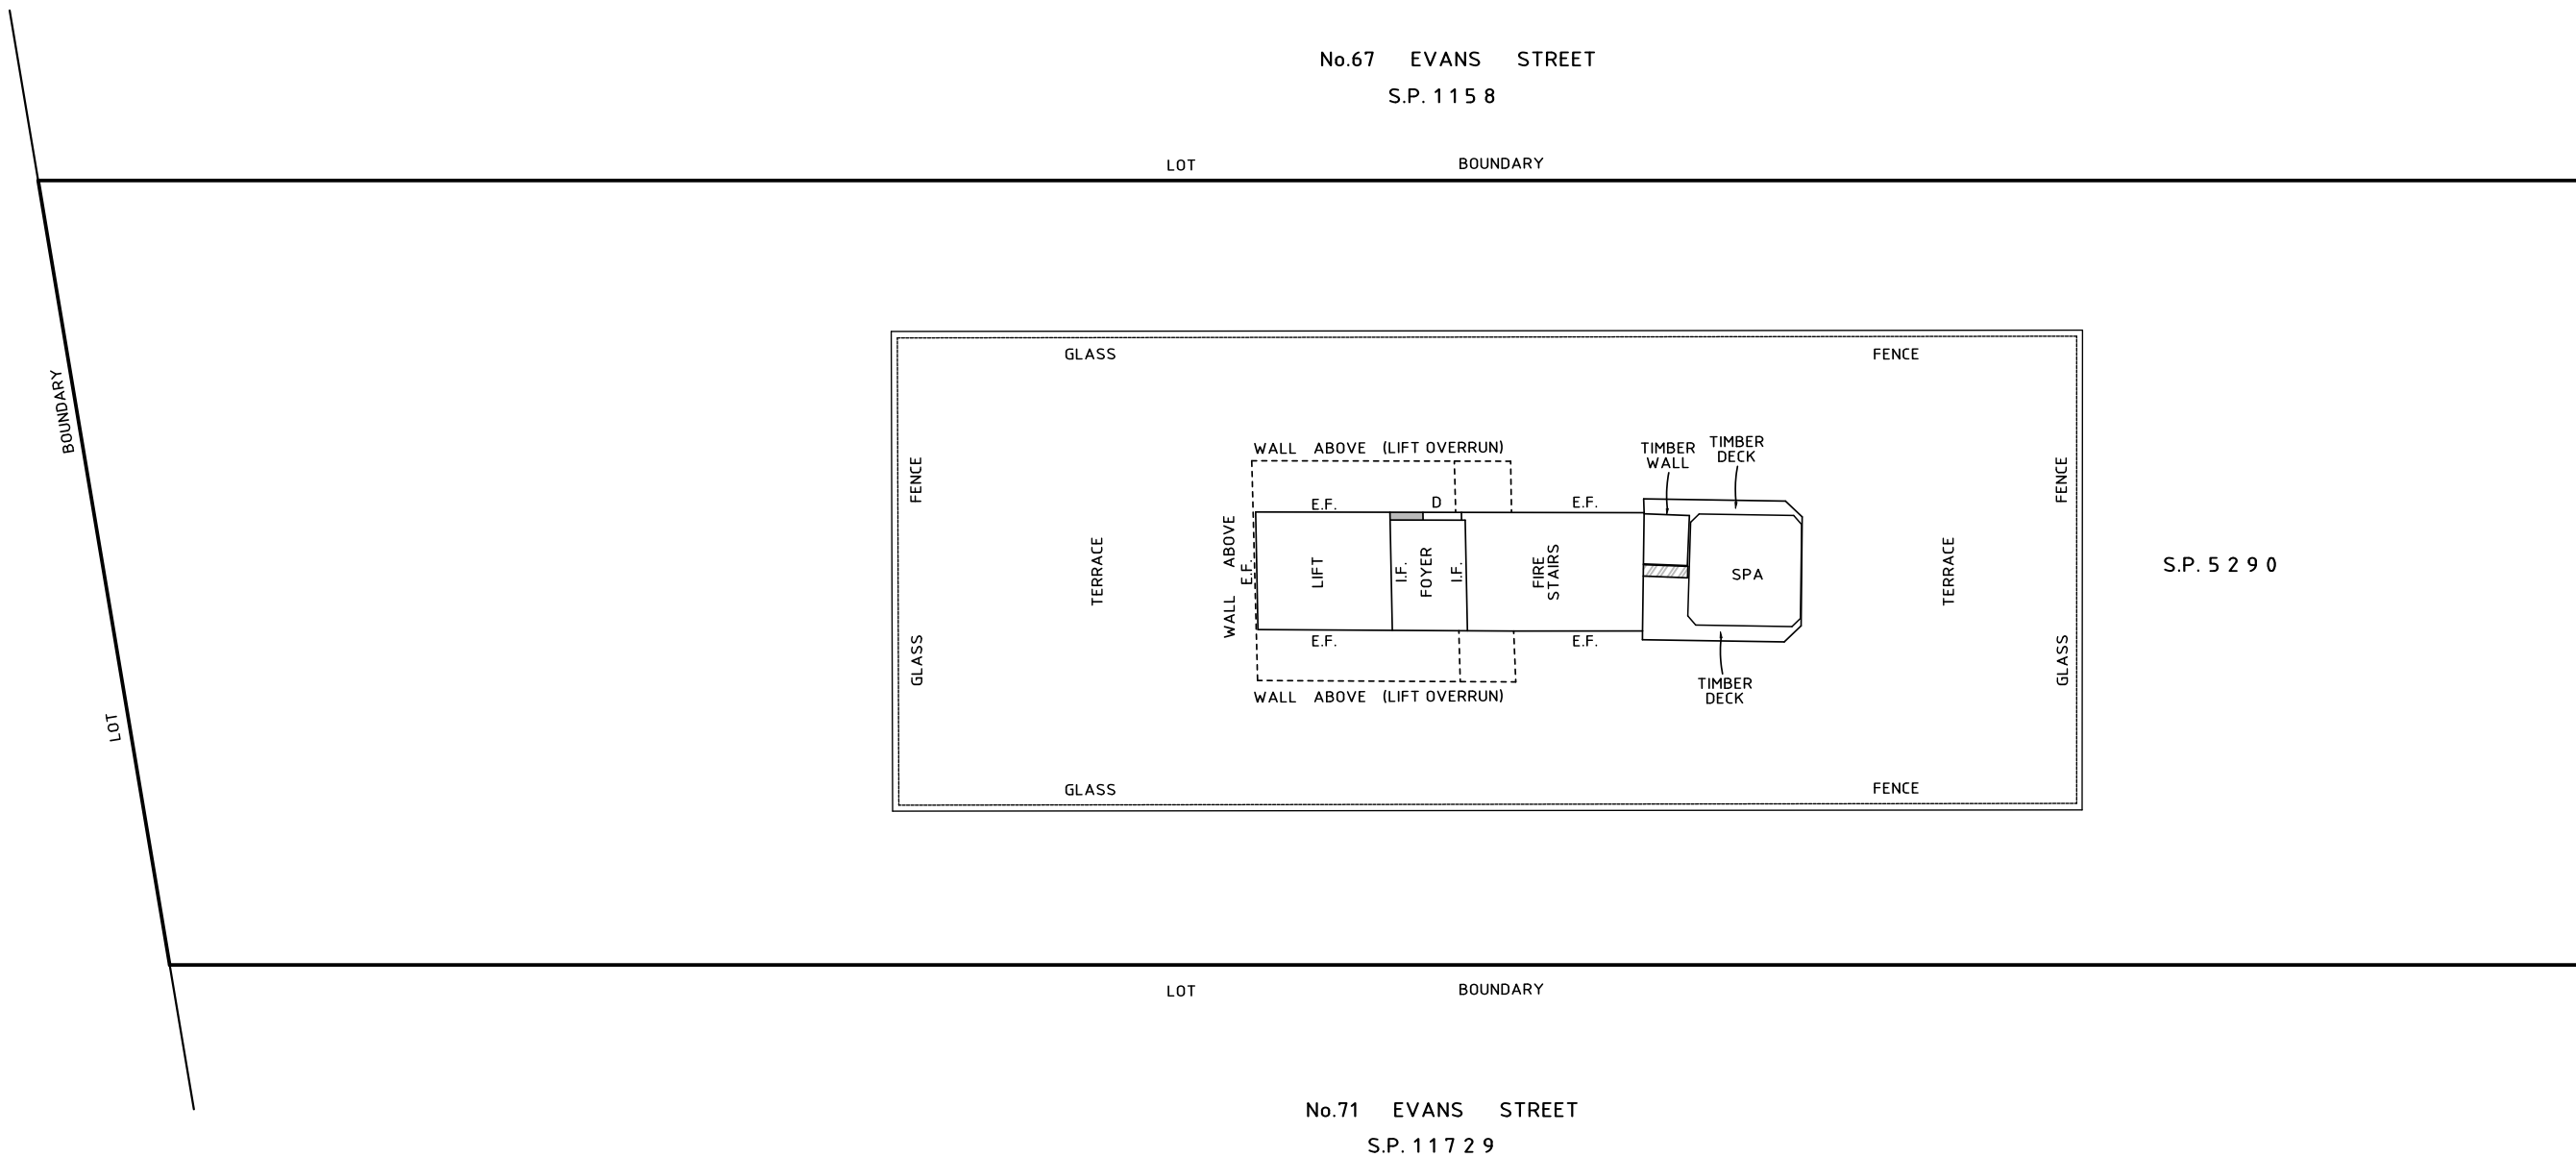 No.67 EVANS STREET
S.P. 1158
LOT BOUNDARY
GLASS FENCE
BOUNDARY
LOT
FENCE
GLASS
TERRACE
WALL ABOVE (LIFT OVERRUN)
WALL ABOVE
E.F.
E.F.
D
E.F.
LIFT
I.F.
FOYER
I.F.
FIRE
STAIRS
E.F.
E.F.
WALL ABOVE (LIFT OVERRUN)
TIMBER
WALL
TIMBER
DECK
SPA
TIMBER
DECK
TERRACE
FENCE
GLASS
S.P. 5290
GLASS FENCE
LOT BOUNDARY
No.71 EVANS STREET
S.P. 11729